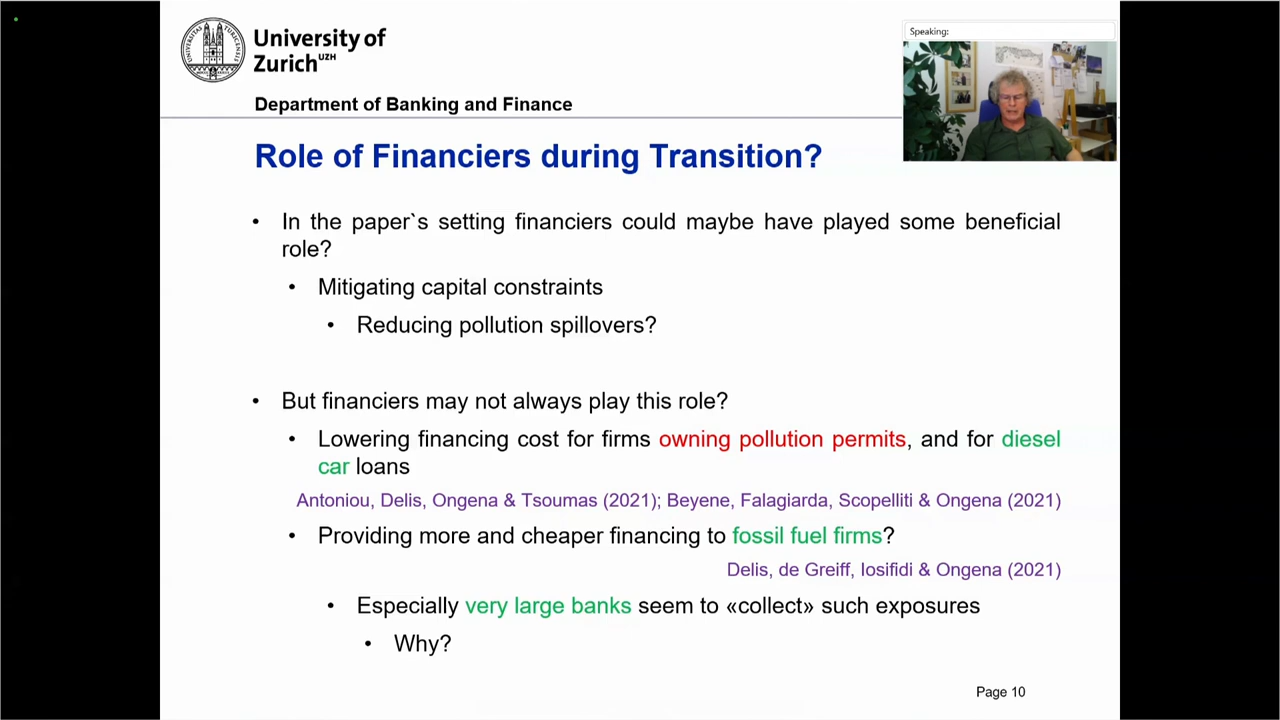 University of
Zurich UZH
Department of Banking and Finance
Speaking:
Role of Financiers during Transition?
• In the paper`s setting financiers could maybe have played some beneficial
role?
• Mitigating capital constraints
• Reducing pollution spillovers?
• But financiers may not always play this role?
• Lowering financing cost for firms owning pollution permits, and for diesel
car loans
Antoniou, Delis, Ongena & Tsoumas (2021); Beyene, Falagiarda, Scopelliti & Ongena (2021)
• Providing more and cheaper financing to fossil fuel firms?
Delis, de Greiff, Iosifidi & Ongena (2021)
• Especially very large banks seem to «collect» such exposures
• Why?
Page 10